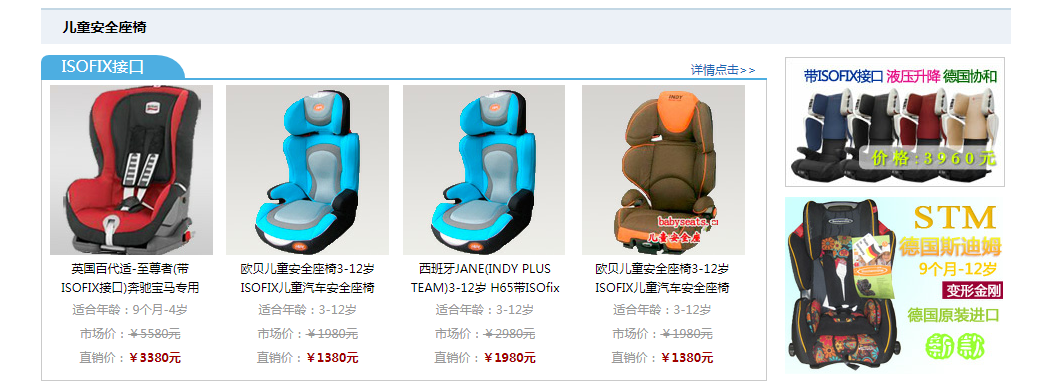 儿童安全座椅
ISOFIX接口
详情点击>>
英国百代适-至尊者(带
ISOFIX接口)奔驰宝马专用
适合年龄：9个月-4岁
市场价：￥5580元
直销价：￥3380元
欧贝儿童安全座椅3-12岁
ISOFIX儿童汽车安全座椅
适合年龄：3-12岁
市场价：￥1980元
直销价：￥1380元
西班牙JANE(INDY PLUS
TEAM)3-12岁 H65带ISOfix
适合年龄：3-12岁
市场价：￥2980元
直销价：￥1980元
INDY
babyseats.c
儿童安全座
欧贝儿童安全座椅3-12岁
ISOFIX儿童汽车安全座椅
适合年龄：3-12岁
市场价：￥1980元
直销价：￥1380元
带ISOFIX接口 液压升降 德国协和
价格:3960元
STM
德国斯迪姆
9个月-12岁
变形金刚
德国原装进口
新款